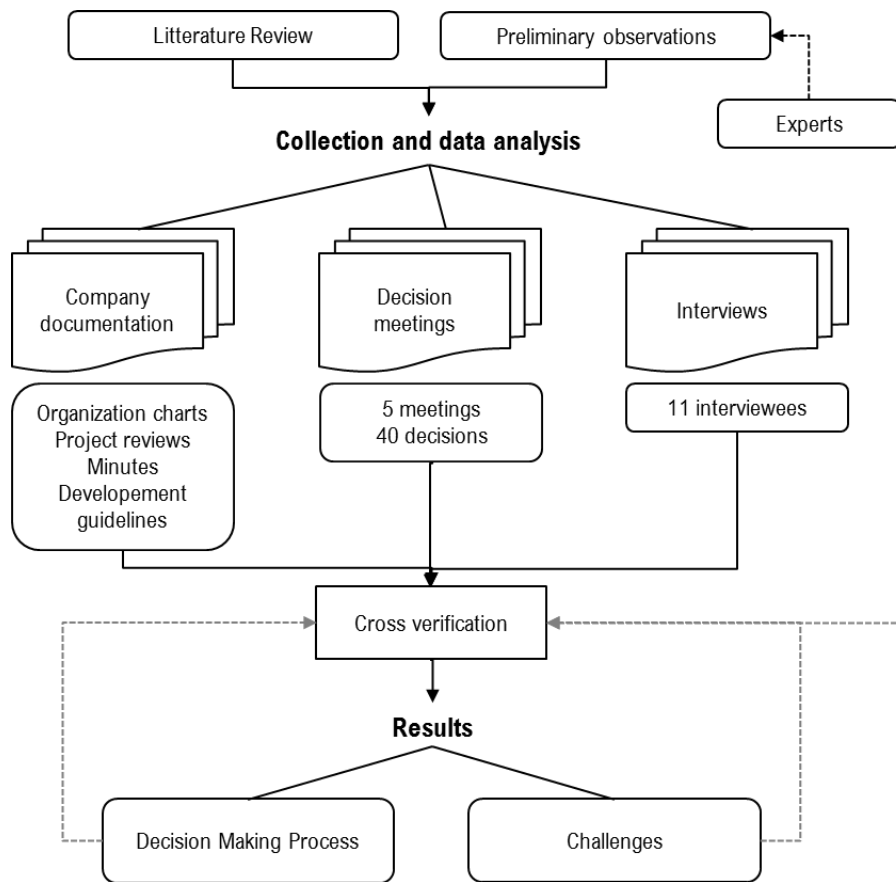 Litterature Review
Preliminary observations
Experts
Collection and data analysis
Company
documentation
Decision
meetings
Interviews
Organization charts
Project reviews
Minutes
Developement
guidelines
5 meetings
40 decisions
11 interviewees
Cross verification
Results
Decision Making Process
Challenges